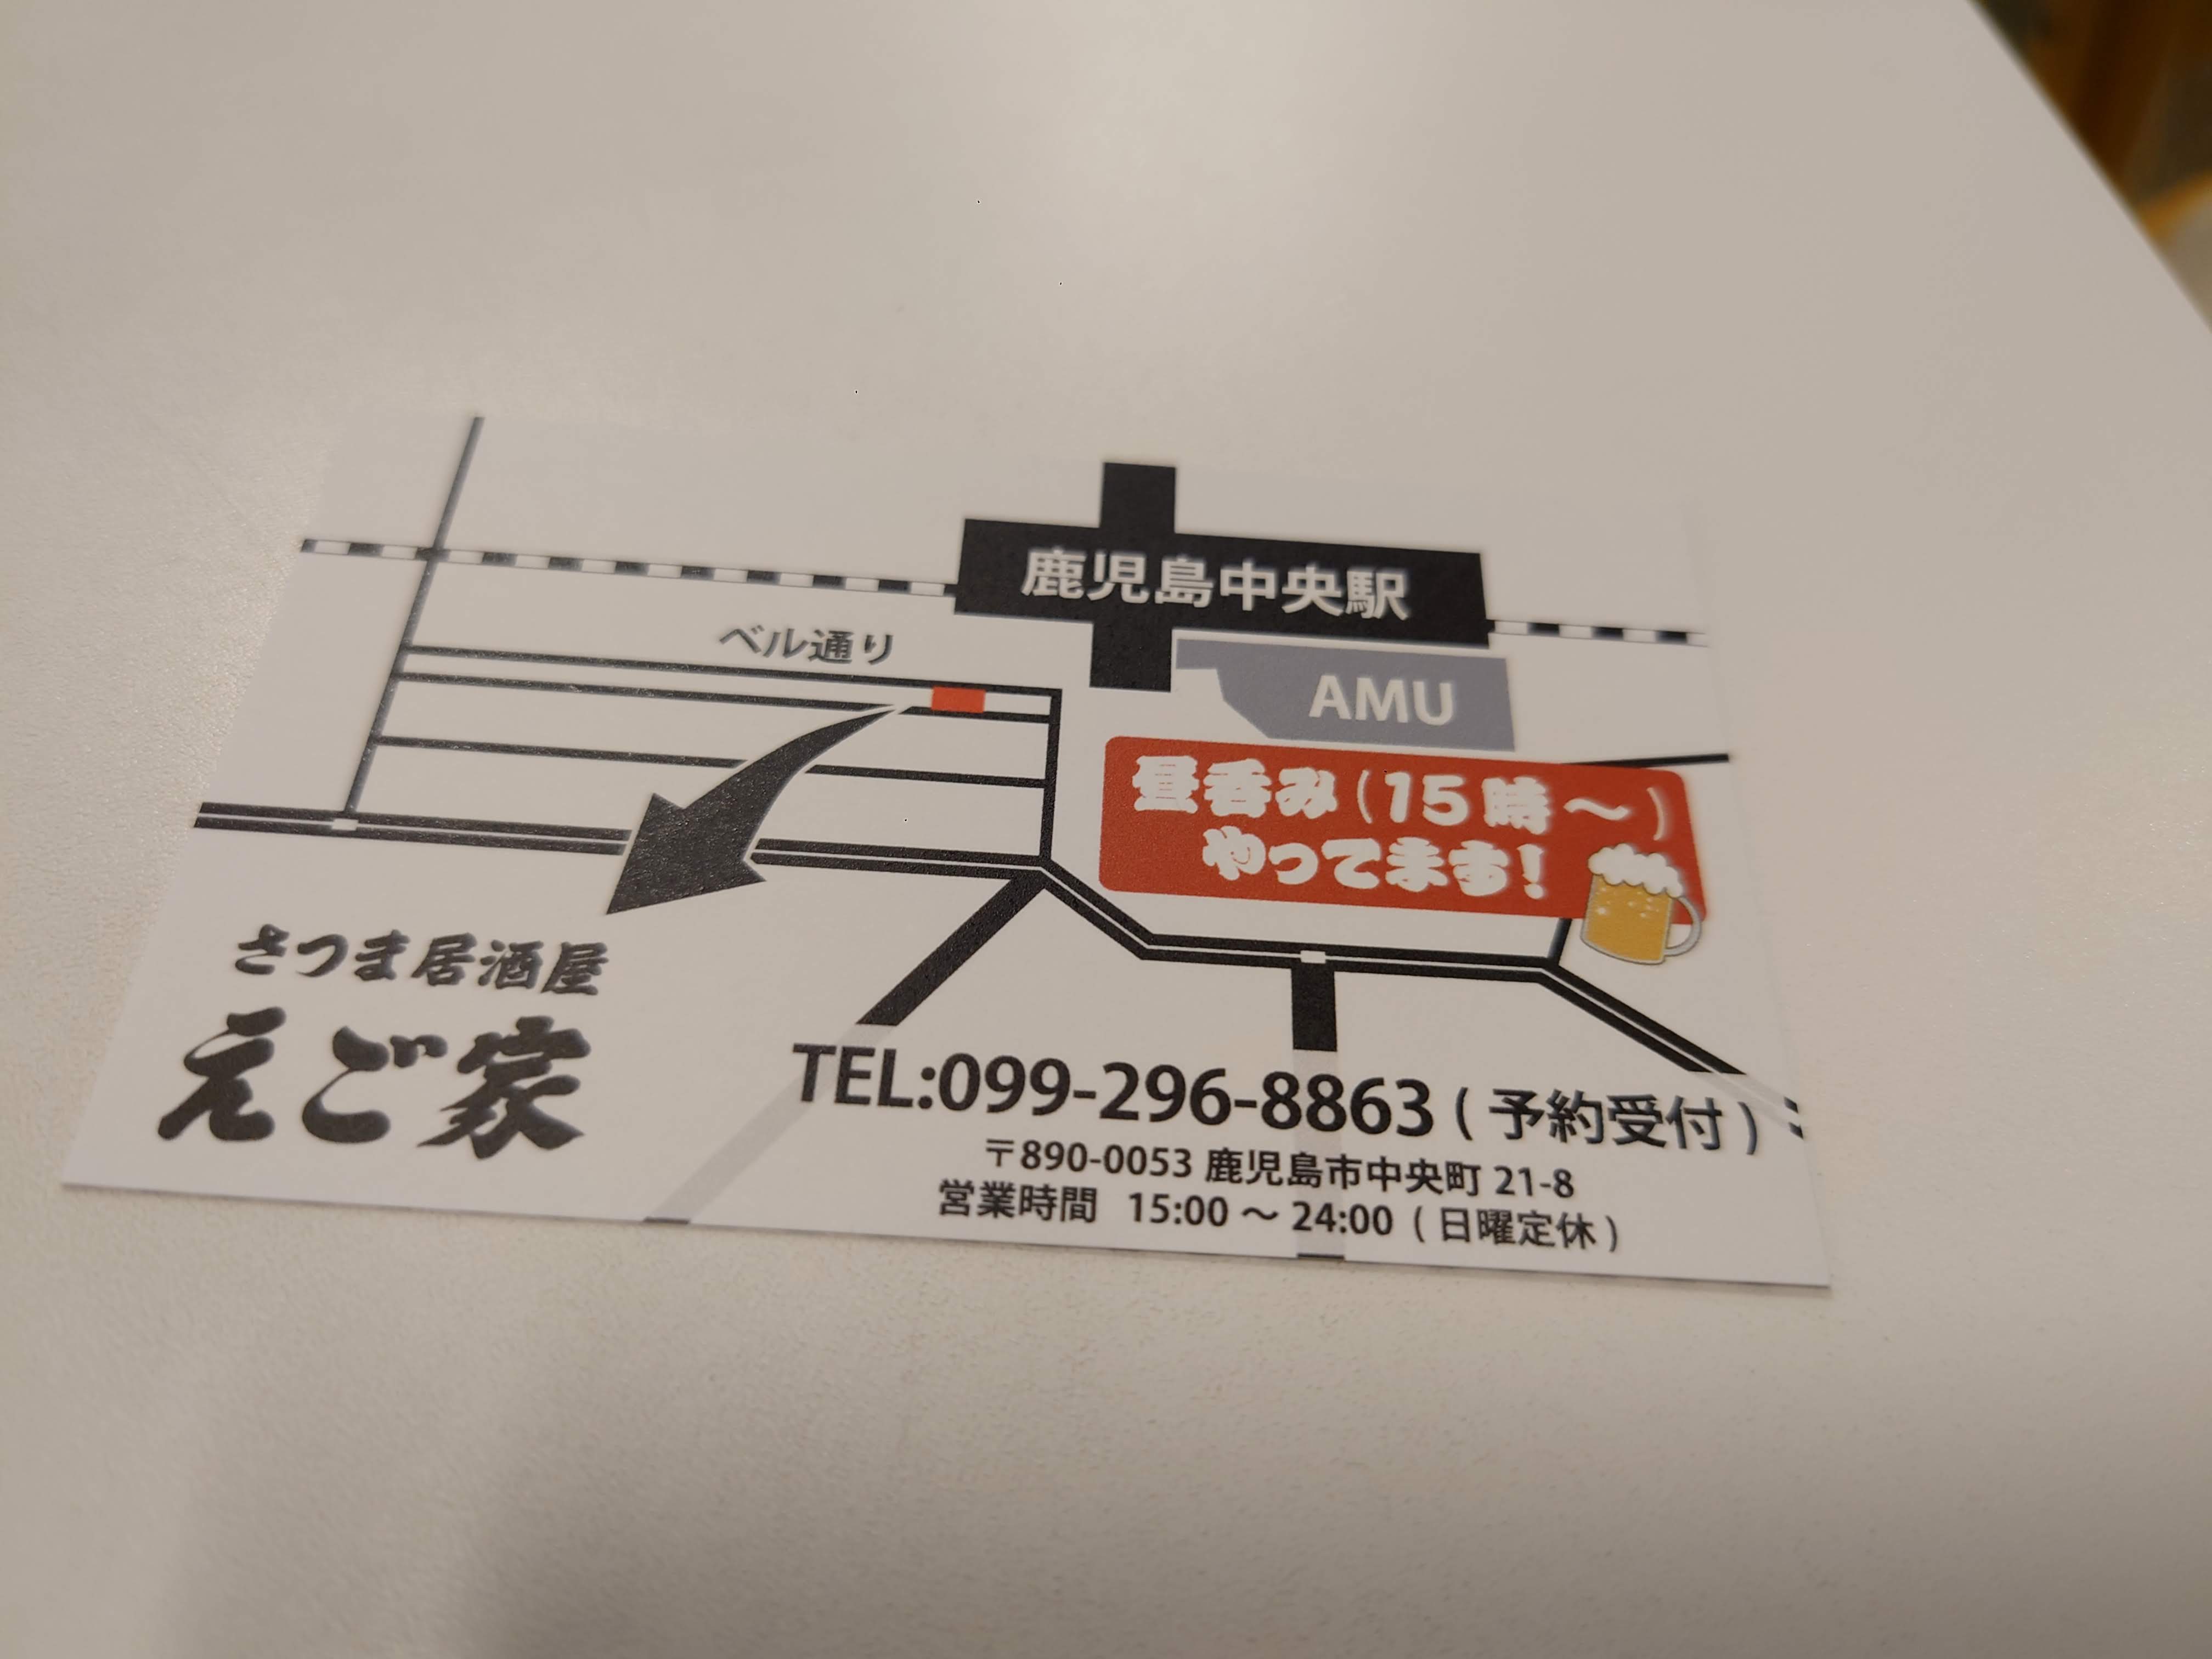 鹿児島中央駅
ベル通り
AMU
昼呑み(15時～)
やってます!
さつま居酒屋
えご家
TEL:099-296-8863(予約受付)
〒890-0053 鹿児島市中央町 21-8
営業時間 15:00～24:00(日曜定休)